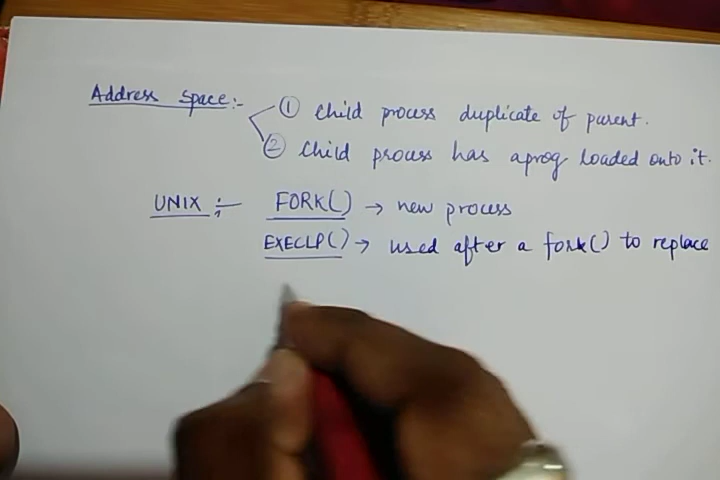 Address space:- ① child process duplicate of parent.
② child process has a prog loaded onto it.
UNIX :- FORK() → new process
EXECLP() → used after a fork() to replace